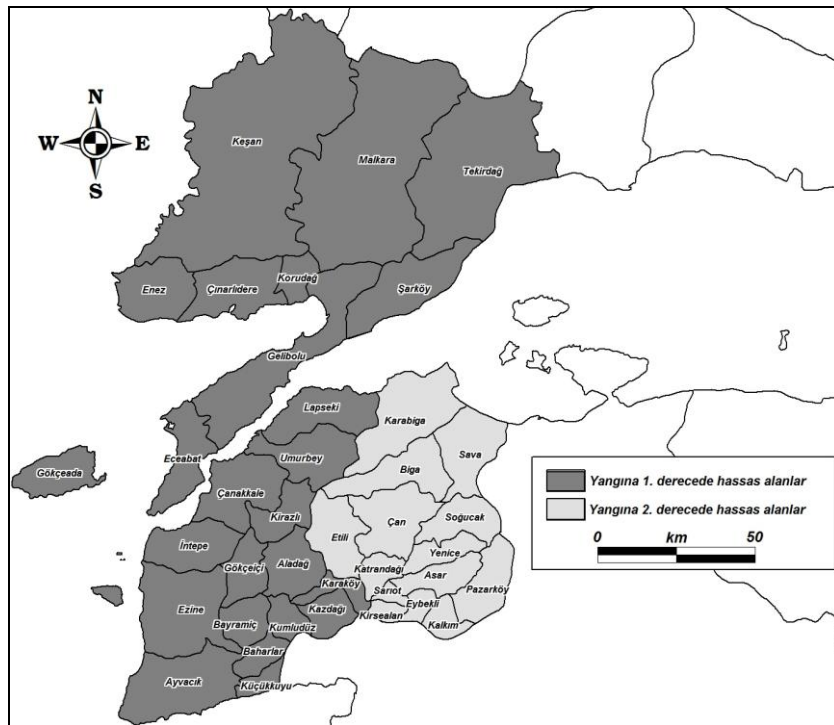 N
W E
S
Keşan
Malkara
Tekirdağ
Enez
Çınarlıdere
Korudağ
Şarköy
Gelibolu
Lapseki
Karabiga
Eceabat
Umurbey
Sava
Biga
Gökçeada
Çanakkale
Kirazlı
Etili
Çan
Soğucak
İntepe
Gökçeiçi
Aladağ
Katrandağı
Yenice
Asar
Karaköy
Sarıot
Pazarköy
Ezine
Bayramiç
Kumludüz
Kazdağı
Eybekli
Kirsealan
Kalkım
Baharlar
Ayvacık
Küçükkuyu
Yangına 1. derecede hassas alanlar
Yangına 2. derecede hassas alanlar
0 km 50